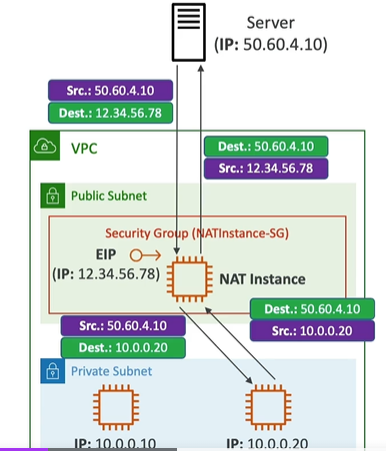 Server
(IP: 50.60.4.10)
Src.: 50.60.4.10
Dest.: 12.34.56.78
Dest.: 50.60.4.10
Src.: 12.34.56.78
VPC
Public Subnet
Security Group (NATInstance-SG)
EIP
(IP: 12.34.56.78)
NAT Instance
Dest.: 50.60.4.10
Src.: 10.0.0.20
Src.: 50.60.4.10
Dest.: 10.0.0.20
Private Subnet
IP: 10.0.0.10
IP: 10.0.0.20